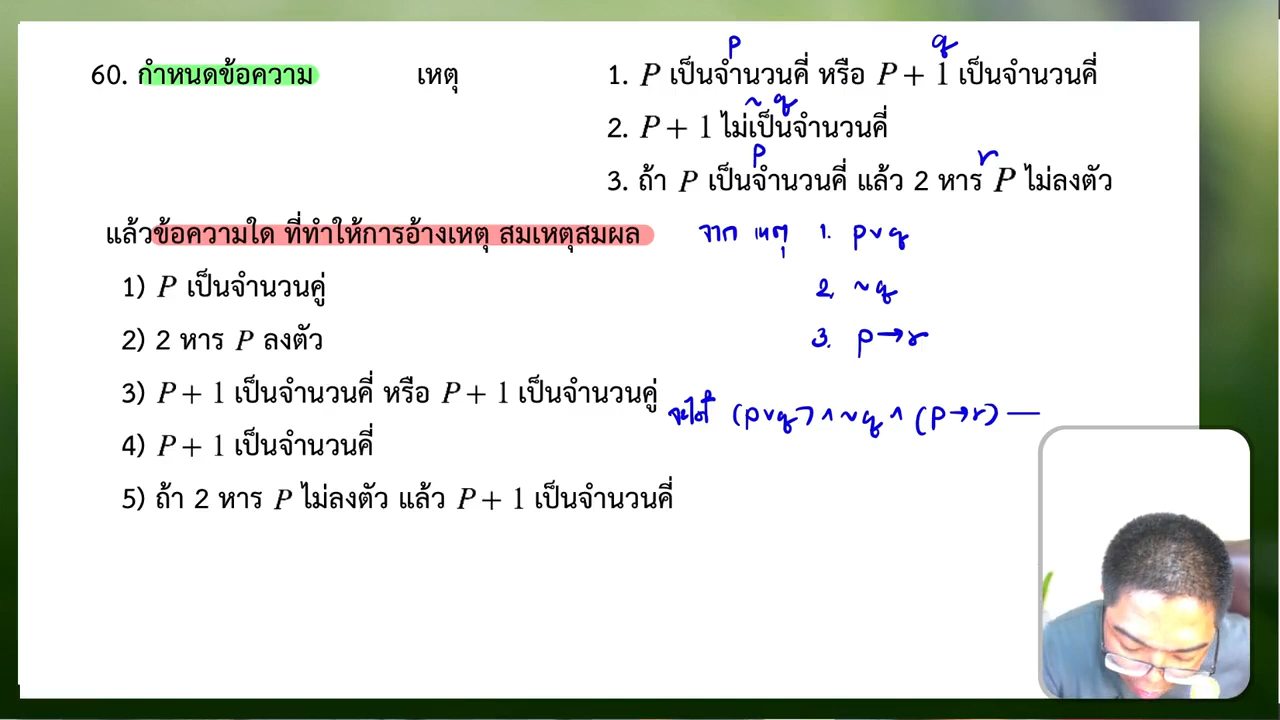 60. กำหนดข้อความ เหตุ 1. P เป็นจำนวนคี่ หรือ P + 1 เป็นจำนวนคี่
p q
2. P + 1 ไม่เป็นจำนวนคี่
~q
3. ถ้า P เป็นจำนวนคี่ แล้ว 2 หาร P ไม่ลงตัว
p r
แล้วข้อความใด ที่ทำให้การอ้างเหตุ สมเหตุสมผล
1) P เป็นจำนวนคู่
2) 2 หาร P ลงตัว
3) P + 1 เป็นจำนวนคี่ หรือ P + 1 เป็นจำนวนคู่
4) P + 1 เป็นจำนวนคี่
5) ถ้า 2 หาร P ไม่ลงตัว แล้ว P + 1 เป็นจำนวนคี่
จาก เหตุ 1. p∨q
2. ~q
3. p→r
จะได้ (p∨q) ∧ ~q ∧ (p→r) —